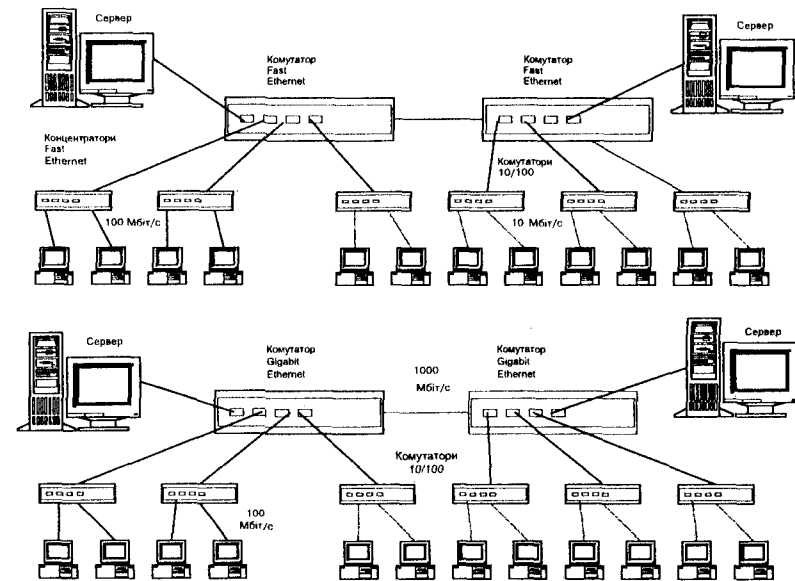 Сервер
Комутатор
Fast
Ethernet
Комутатор
Fast
Ethernet
Сервер
Концентратори
Fast
Ethernet
Комутатори
10/100
100 Мбіт/с
10 Мбіт/с
Сервер
Комутатор
Gigabit
Ethernet
1000
Мбіт/с
Комутатор
Gigabit
Ethernet
Сервер
Комутатори
10/100
100
Мбіт/с